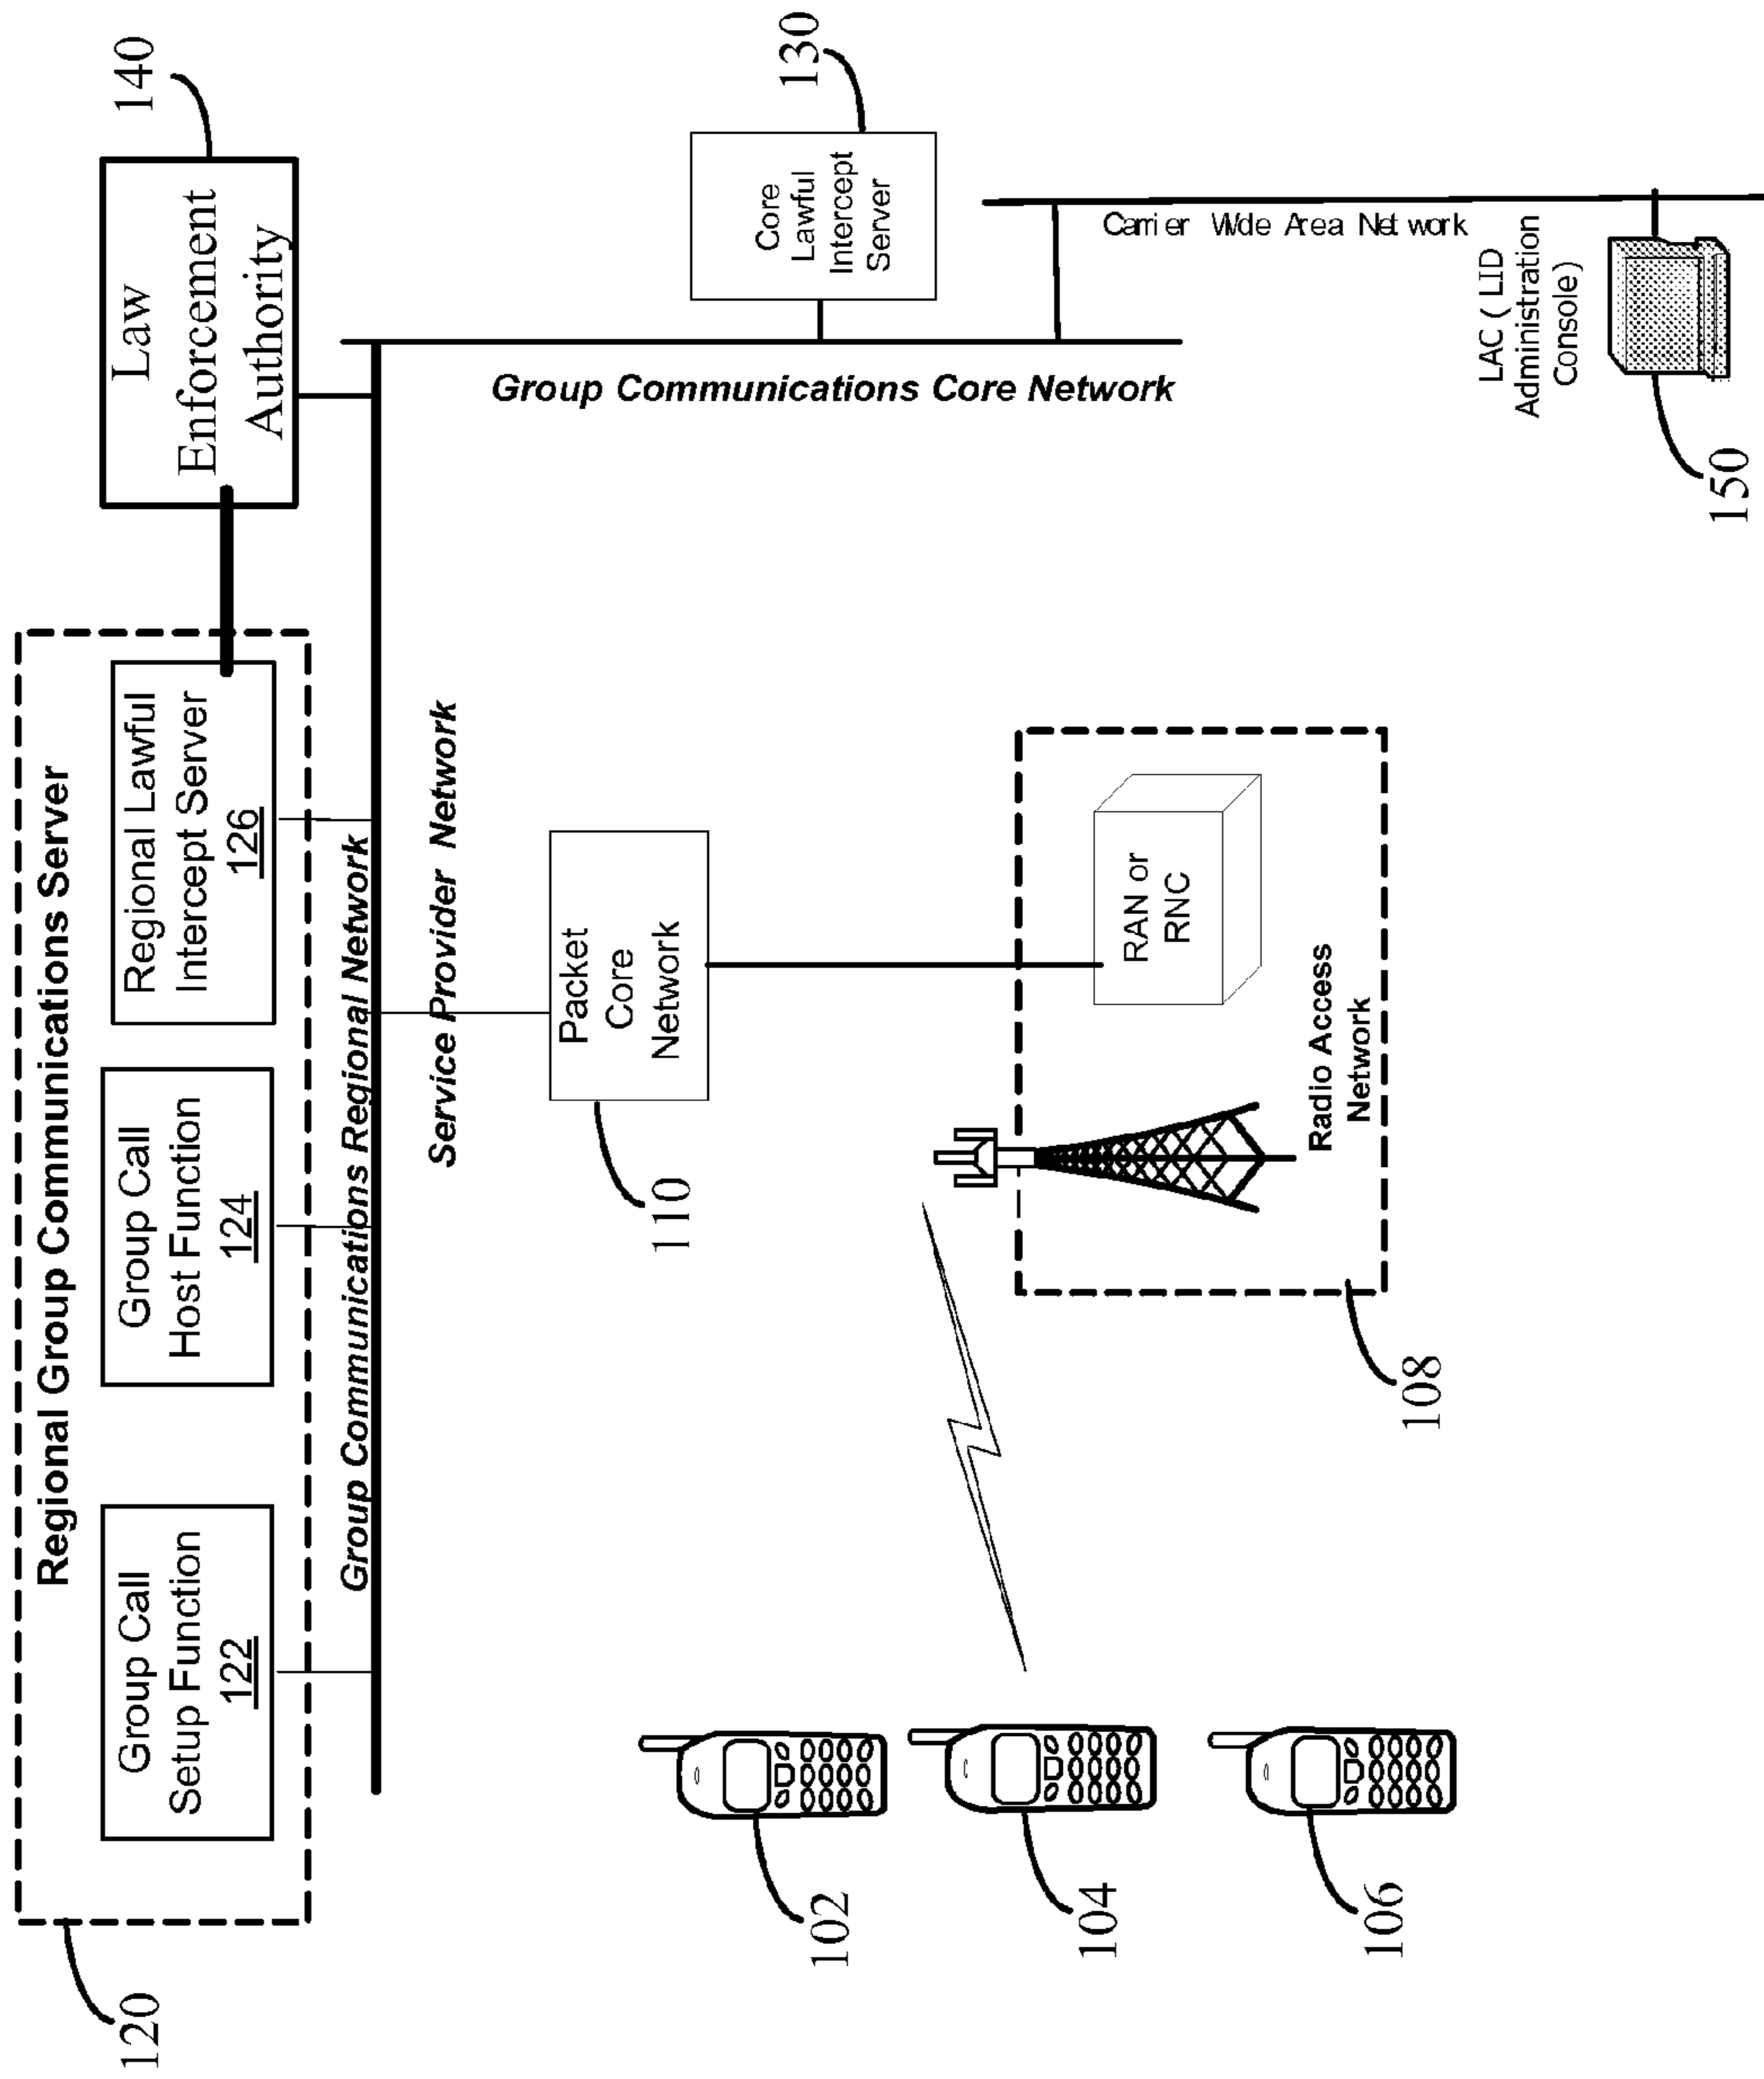 120
Regional Group Communications Server
Group Call
Setup Function
122
Group Call
Host Function
124
Regional Lawful
Intercept Server
126
Law
Enforcement
Authority
140
Group Communications Regional Network
Service Provider Network
Group Communications Core Network
Packet
Core
Network
110
Core
Lawful
Intercept
Server
130
102
104
106
RAN or
RNC
Radio Access
Network
108
Carrier Wide Area Network
LAC ( LID
Administration
Console)
150